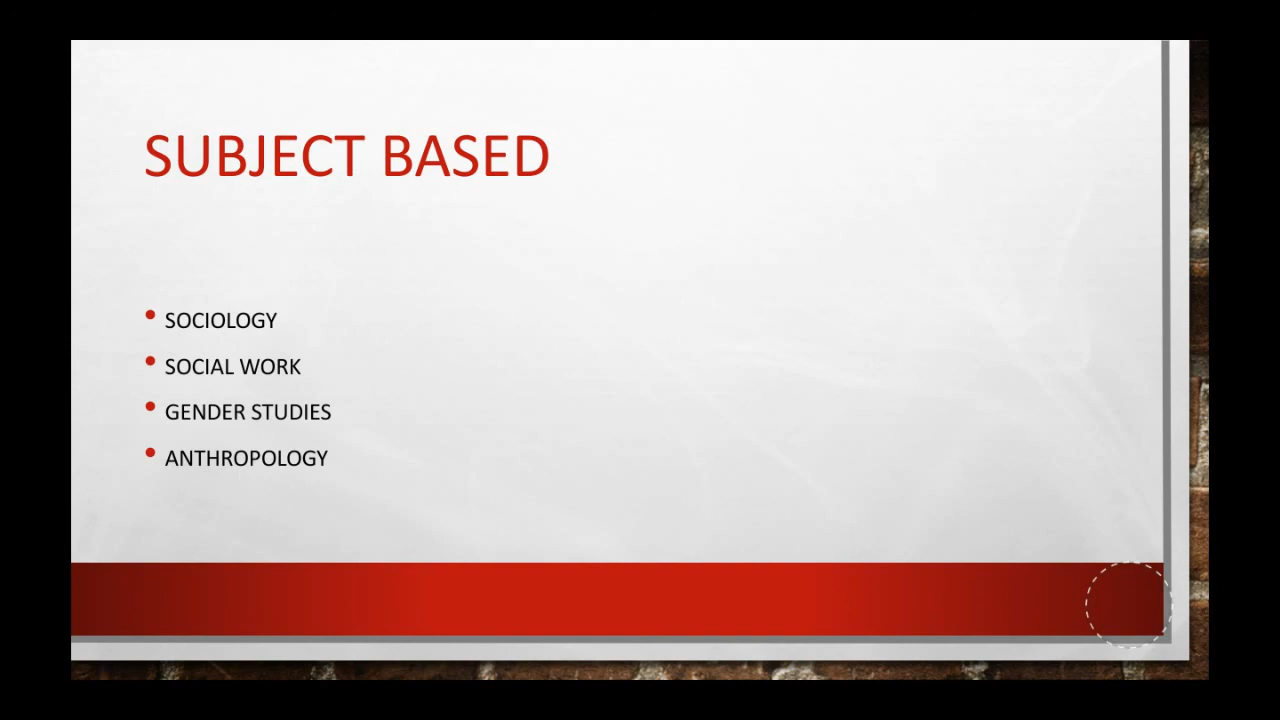 SUBJECT BASED
• SOCIOLOGY
• SOCIAL WORK
• GENDER STUDIES
• ANTHROPOLOGY